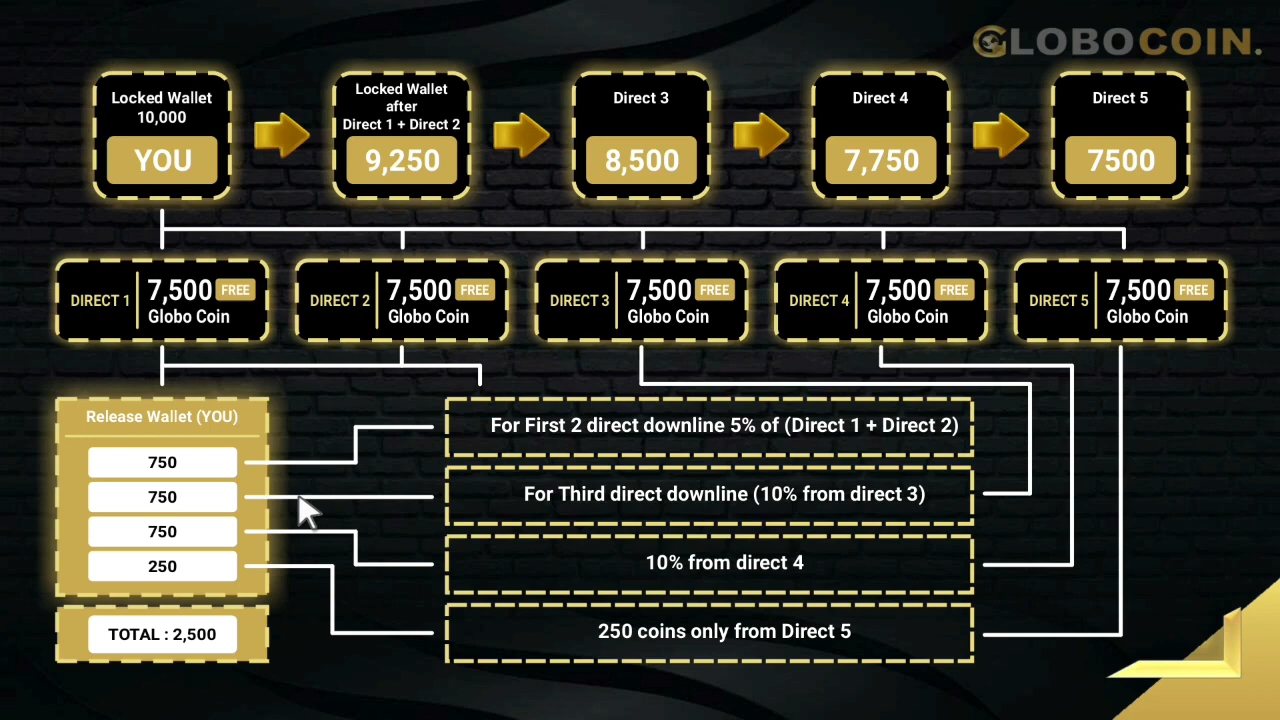 GLOBOCOIN.
Locked Wallet
10,000
YOU
Locked Wallet
after
Direct 1 + Direct 2
9,250
Direct 3
8,500
Direct 4
7,750
Direct 5
7500
DIRECT 1
7,500 FREE
Globo Coin
DIRECT 2
7,500 FREE
Globo Coin
DIRECT 3
7,500 FREE
Globo Coin
DIRECT 4
7,500 FREE
Globo Coin
DIRECT 5
7,500 FREE
Globo Coin
Release Wallet (YOU)
750
750
750
250
TOTAL : 2,500
For First 2 direct downline 5% of (Direct 1 + Direct 2)
For Third direct downline (10% from direct 3)
10% from direct 4
250 coins only from Direct 5